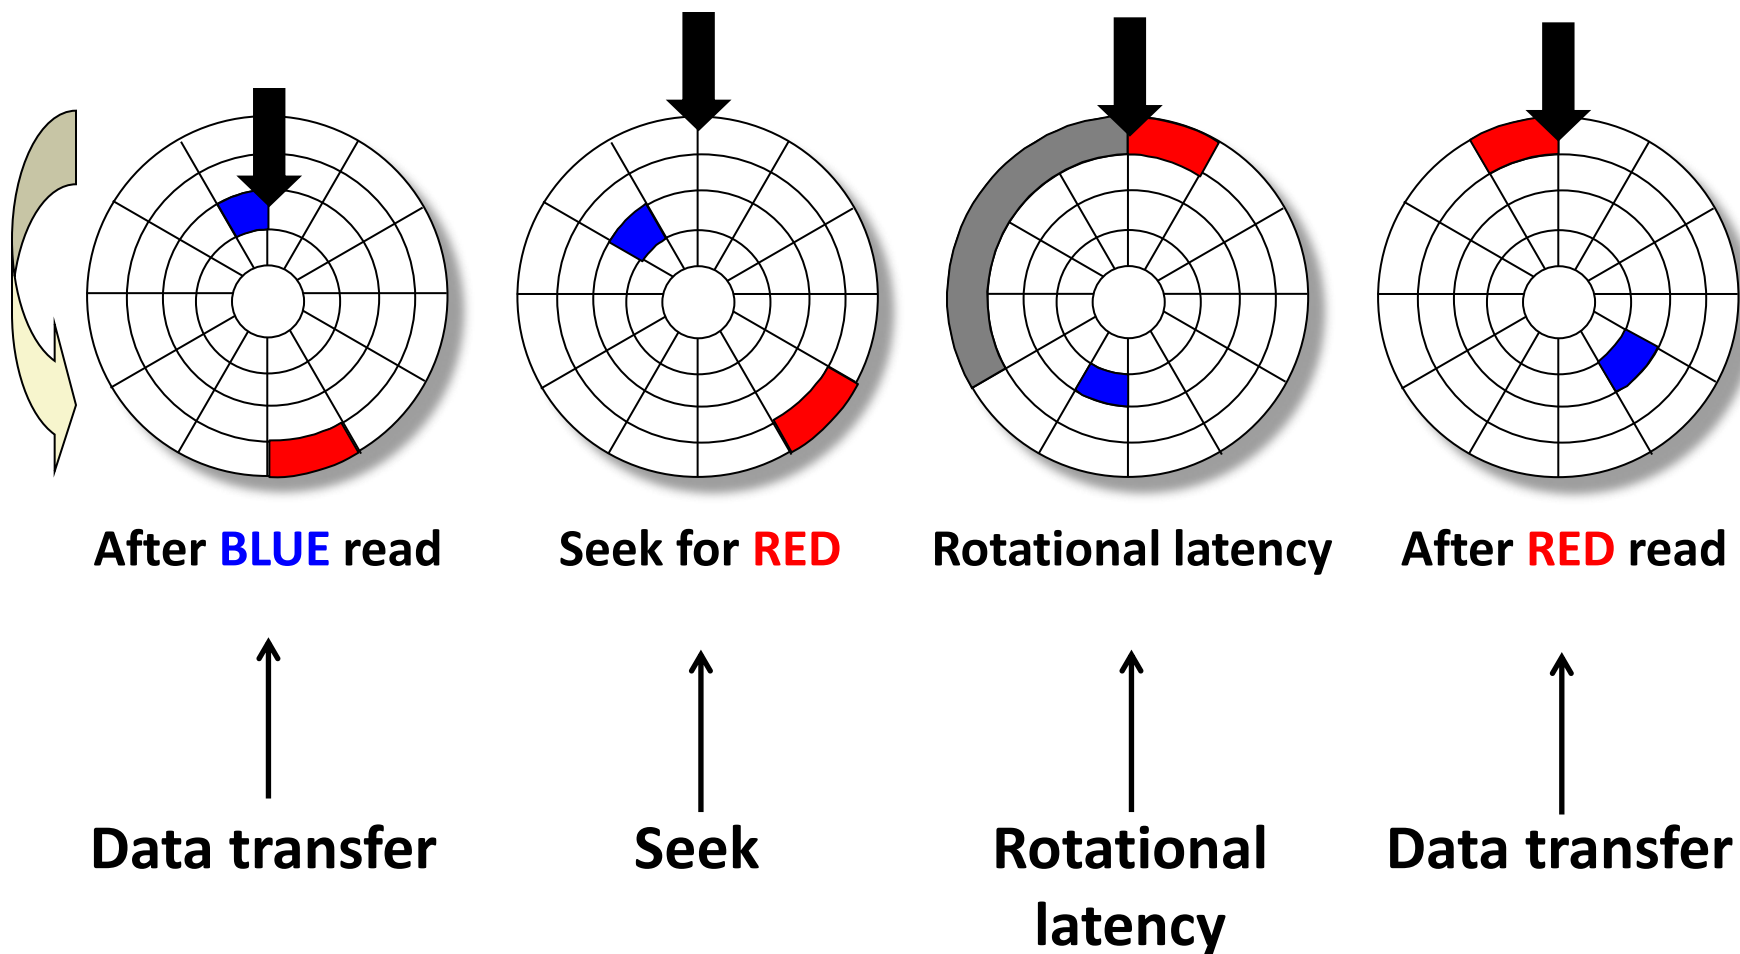 After BLUE read
Seek for RED
Rotational latency
After RED read
Data transfer
Seek
Rotational
latency
Data transfer